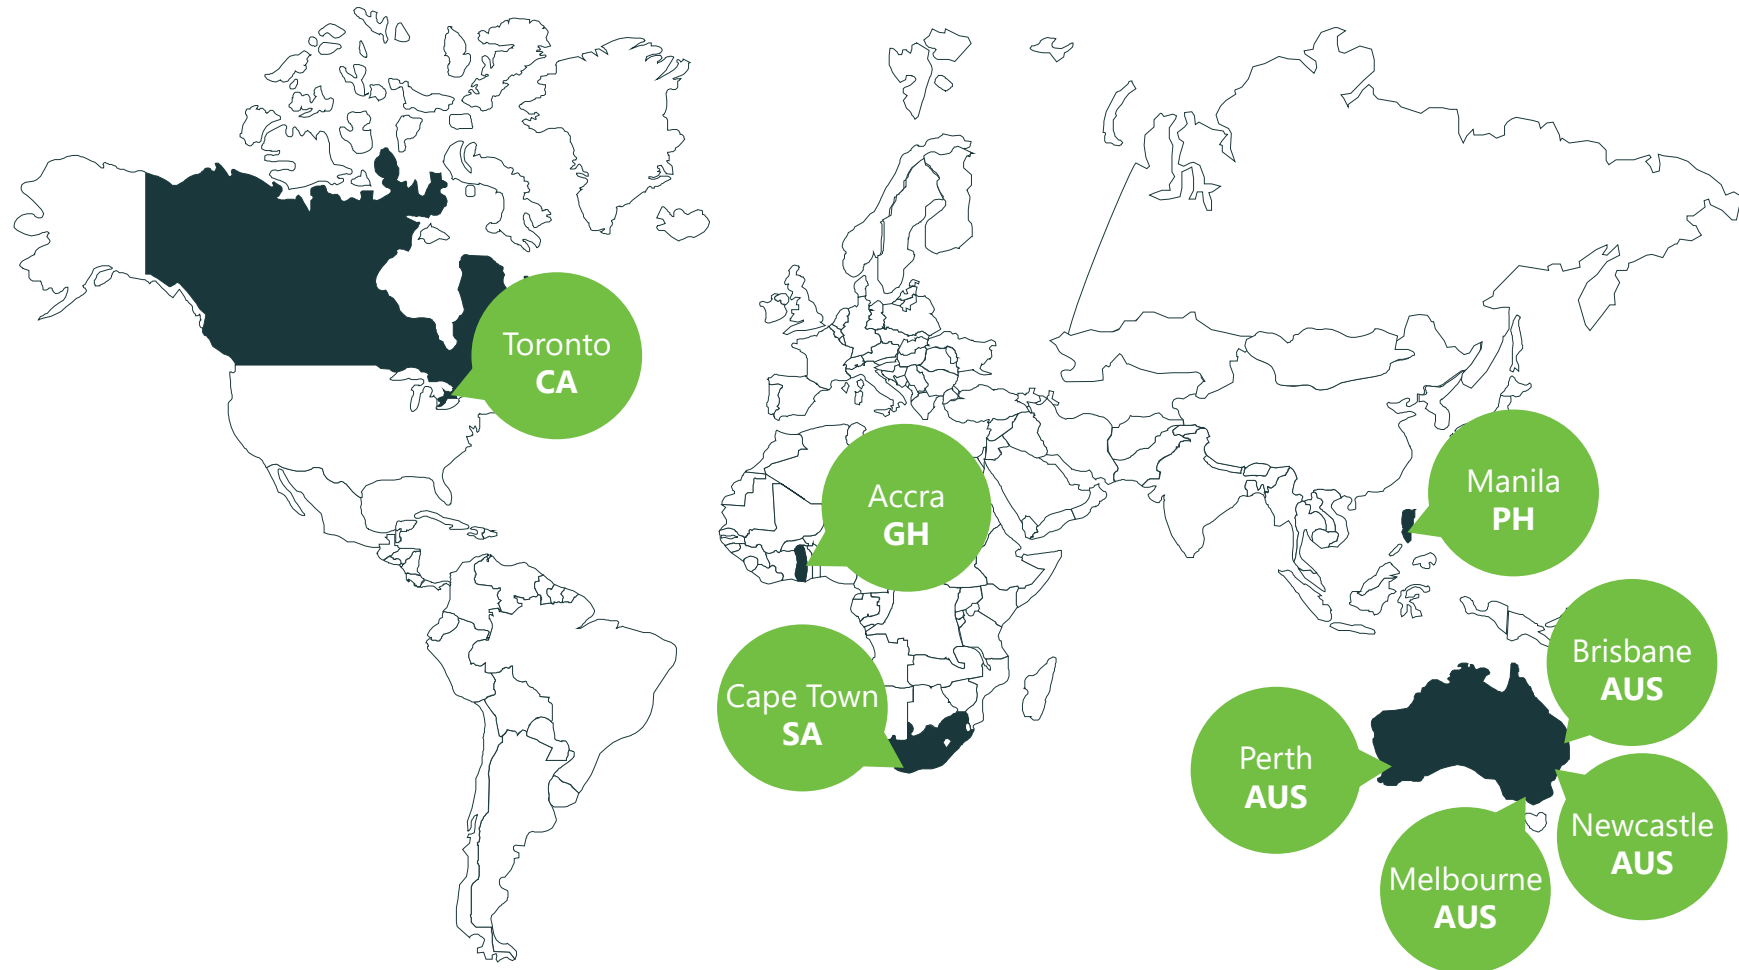 Toronto
CA
Accra
GH
Manila
PH
Cape Town
SA
Brisbane
AUS
Perth
AUS
Newcastle
AUS
Melbourne
AUS